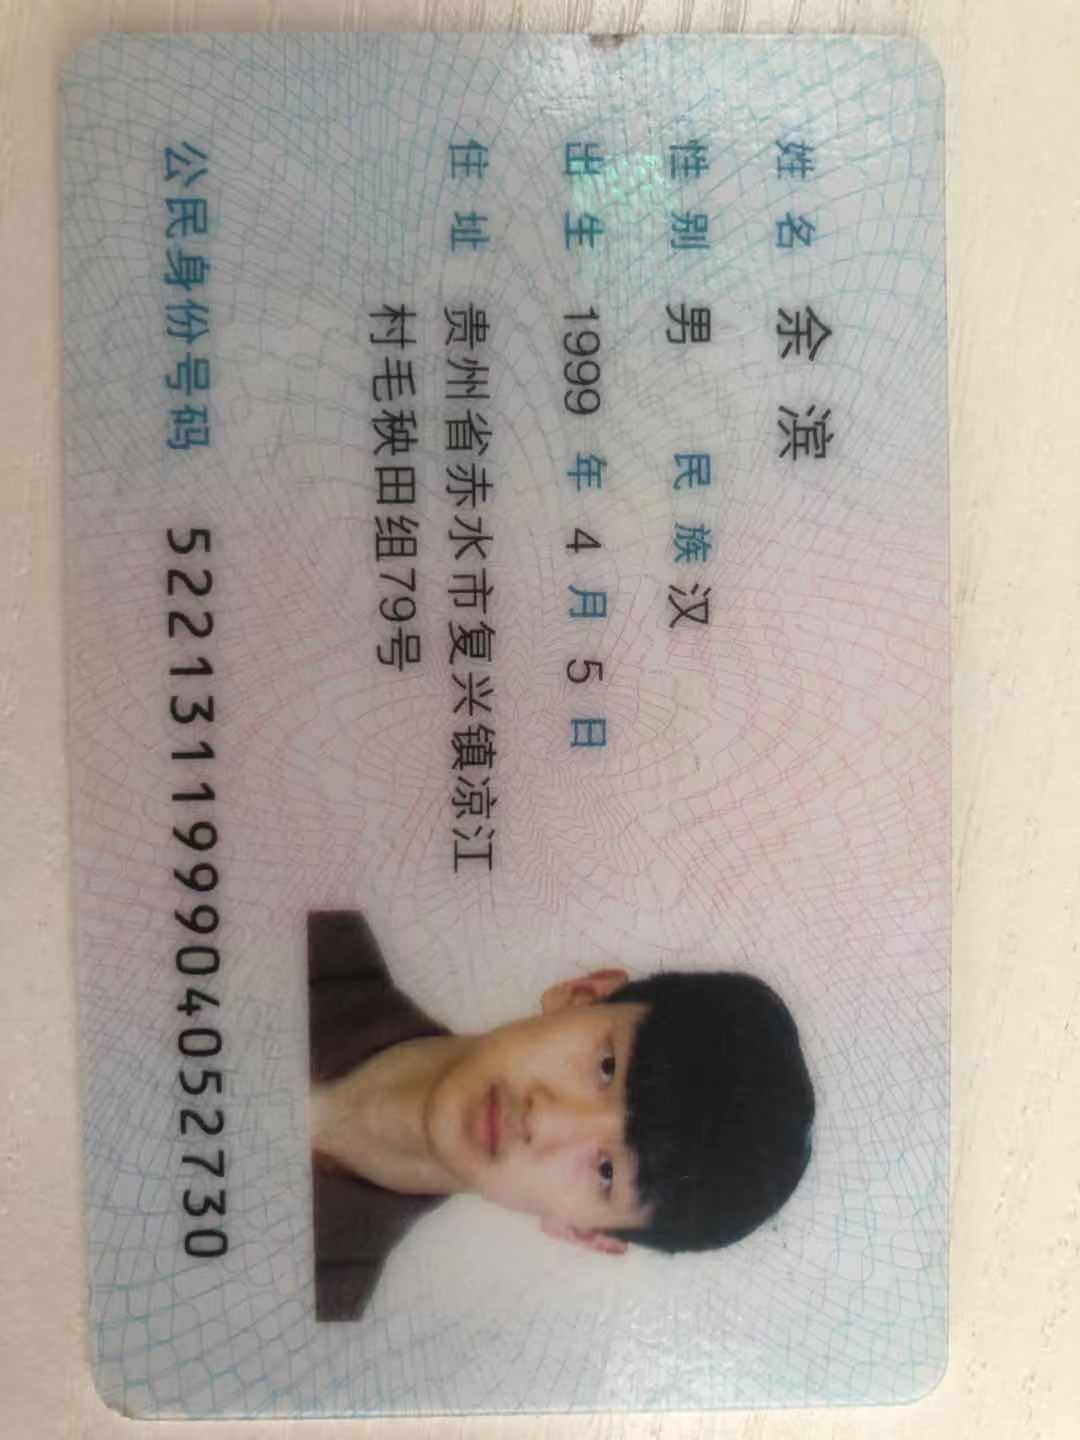 姓名 余滨
性别 男 民族 汉
出生 1999 年 4 月 5 日
住址 贵州省赤水市复兴镇凉江
村毛秧田组79号
公民身份号码 522131199904052730